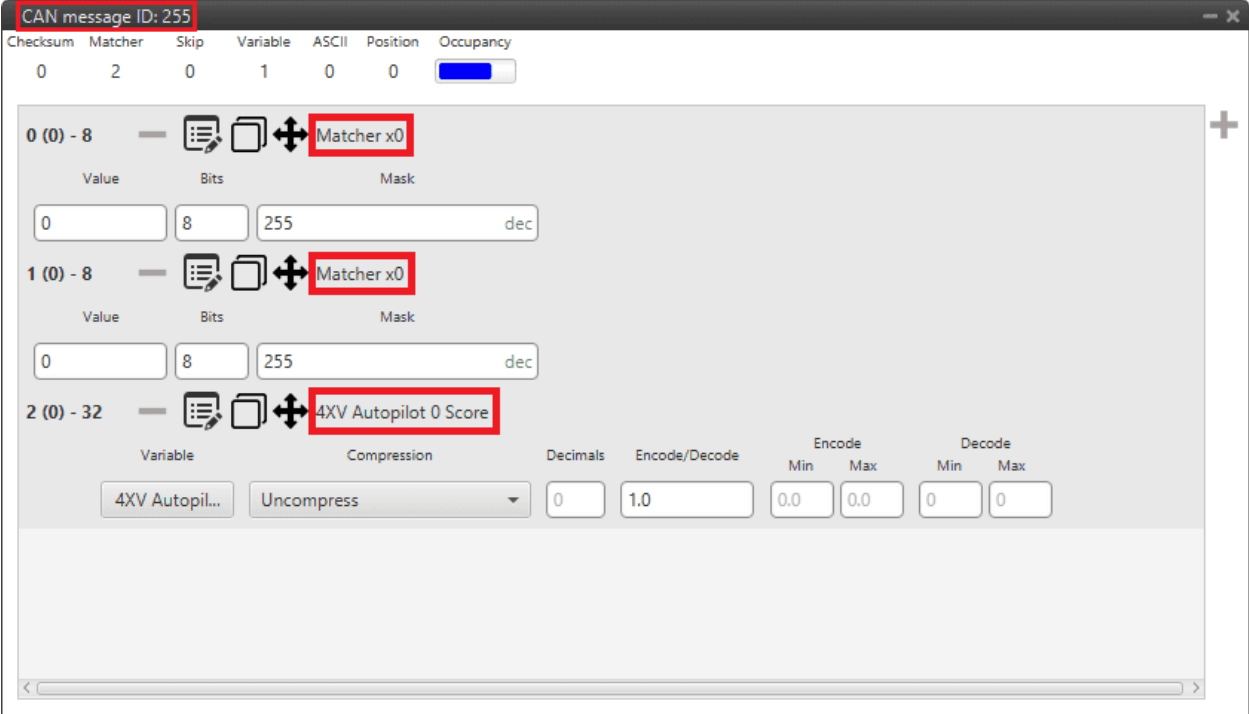 CAN message ID: 255
Checksum Matcher Skip Variable ASCII Position Occupancy
0 2 0 1 0 0
0 (0) - 8 Matcher x0
Value Bits Mask
0 8 255 dec
1 (0) - 8 Matcher x0
Value Bits Mask
0 8 255 dec
2 (0) - 32 4XV Autopilot 0 Score
Variable Compression Decimals Encode/Decode Encode Decode
Min Max Min Max
4XV Autopil... Uncompress 0 1.0 0.0 0.0 0 0